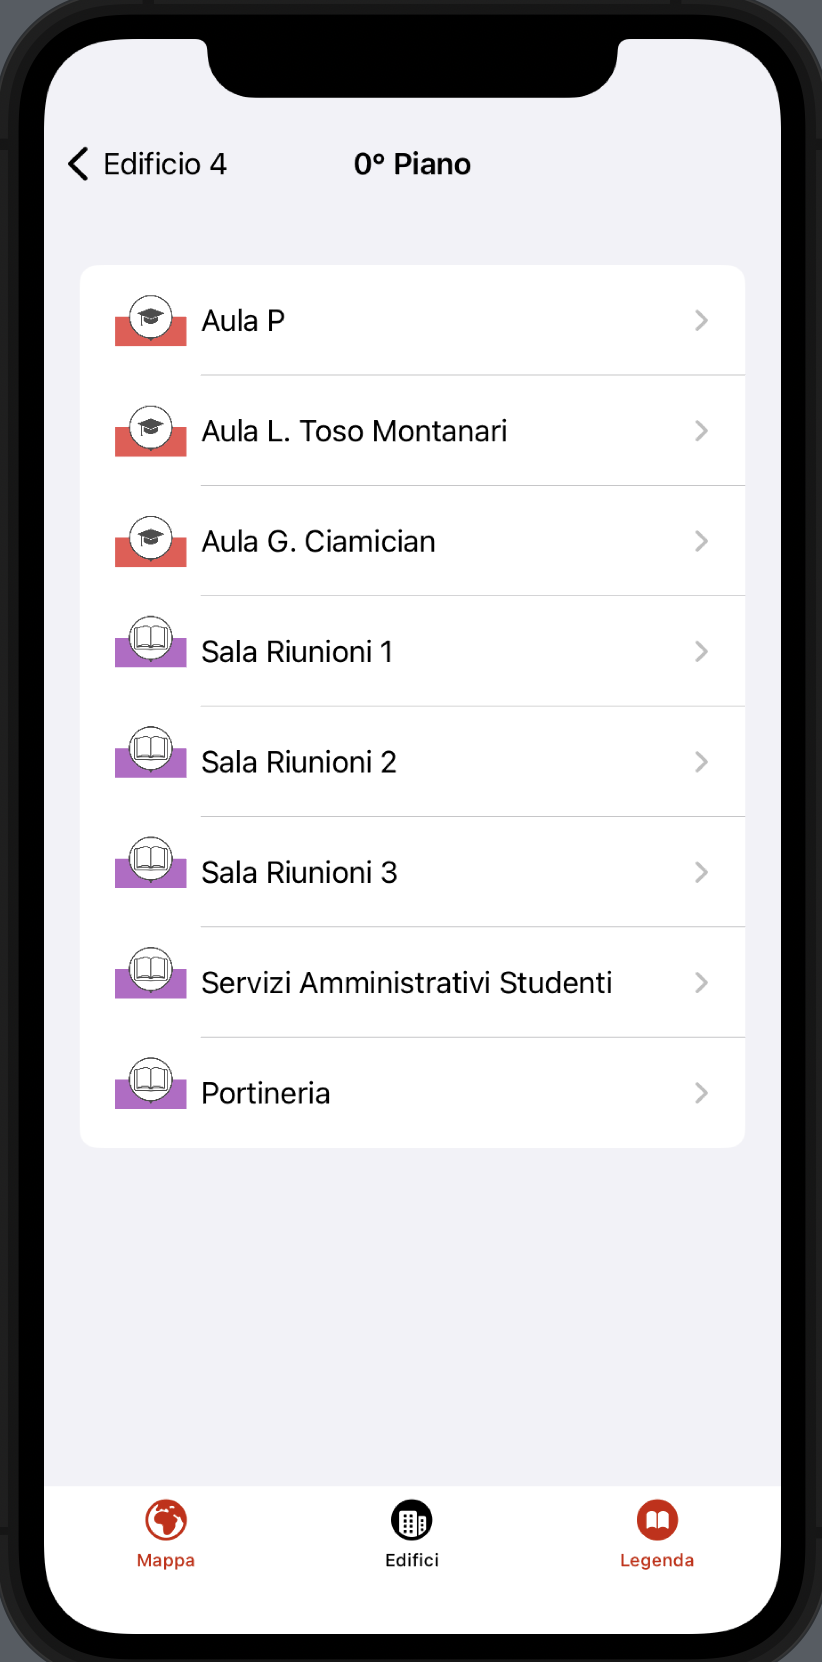 Edificio 4
0° Piano
Aula P
Aula L. Toso Montanari
Aula G. Ciamician
Sala Riunioni 1
Sala Riunioni 2
Sala Riunioni 3
Servizi Amministrativi Studenti
Portineria
Mappa
Edifici
Legenda